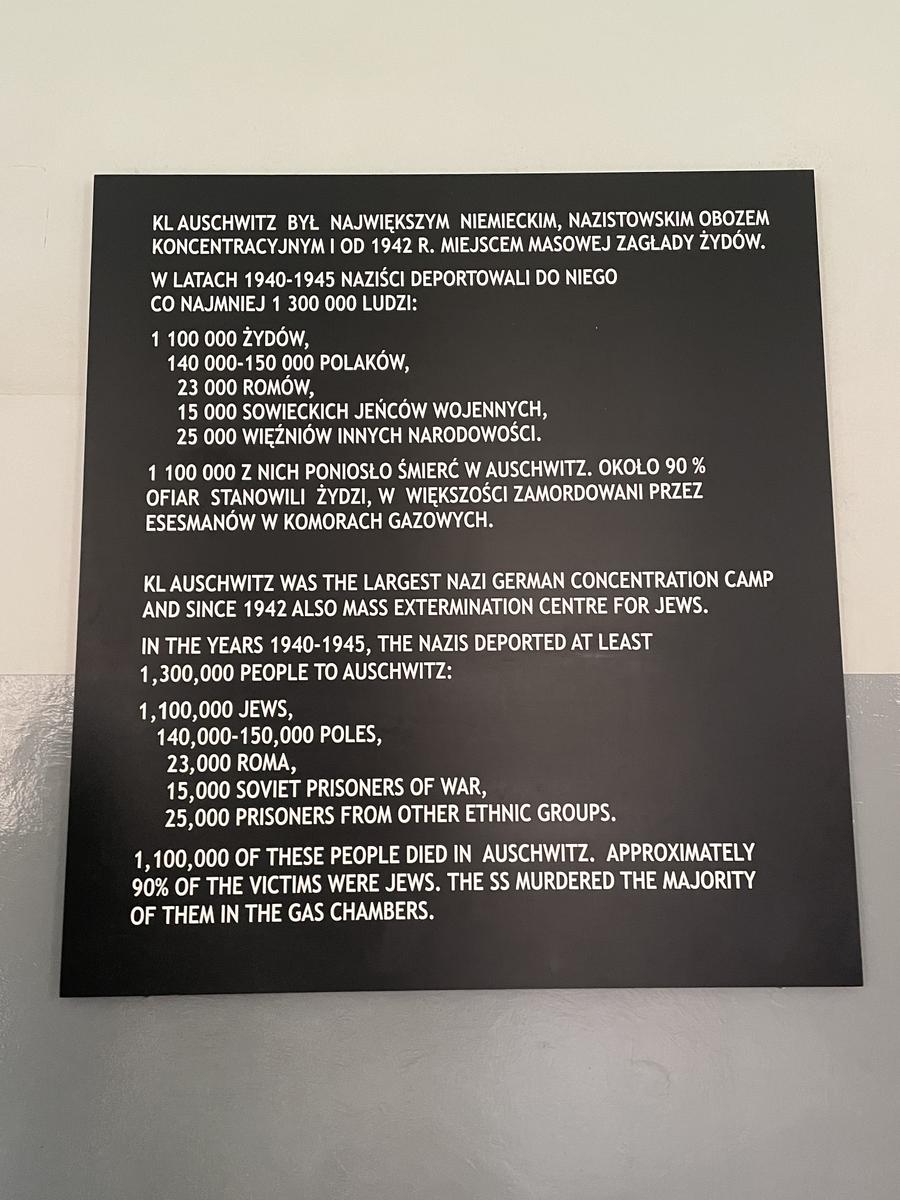 KL AUSCHWITZ BYŁ NAJWIĘKSZYM NIEMIECKIM, NAZISTOWSKIM OBOZEM
KONCENTRACYJNYM I OD 1942 R. MIEJSCEM MASOWEJ ZAGŁADY ŻYDÓW.
W LATACH 1940-1945 NAZIŚCI DEPORTOWALI DO NIEGO
CO NAJMNIEJ 1 300 000 LUDZI:
1 100 000 ŻYDÓW,
140 000-150 000 POLAKÓW,
23 000 ROMÓW,
15 000 SOWIECKICH JEŃCÓW WOJENNYCH,
25 000 WIĘŹNIÓW INNYCH NARODOWOŚCI.
1 100 000 Z NICH PONIOSŁO ŚMIERĆ W AUSCHWITZ. OKOŁO 90 %
OFIAR STANOWILI ŻYDZI, W WIĘKSZOŚCI ZAMORDOWANI PRZEZ
ESESMANÓW W KOMORACH GAZOWYCH.
KL AUSCHWITZ WAS THE LARGEST NAZI GERMAN CONCENTRATION CAMP
AND SINCE 1942 ALSO MASS EXTERMINATION CENTRE FOR JEWS.
IN THE YEARS 1940-1945, THE NAZIS DEPORTED AT LEAST
1,300,000 PEOPLE TO AUSCHWITZ:
1,100,000 JEWS,
140,000-150,000 POLES,
23,000 ROMA,
15,000 SOVIET PRISONERS OF WAR,
25,000 PRISONERS FROM OTHER ETHNIC GROUPS.
1,100,000 OF THESE PEOPLE DIED IN AUSCHWITZ. APPROXIMATELY
90% OF THE VICTIMS WERE JEWS. THE SS MURDERED THE MAJORITY
OF THEM IN THE GAS CHAMBERS.